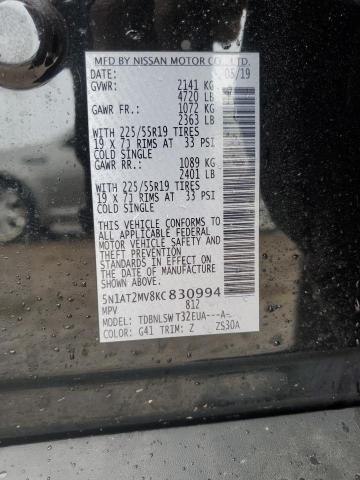 MFD BY NISSAN MOTOR CO., LTD.
DATE: 05/19
GVWR: 2141 KG
4720 LB
GAWR FR.: 1072 KG
2363 LB
WITH 225/55R19 TIRES
19 X 7J RIMS AT 33 PSI
COLD SINGLE
GAWR RR.: 1089 KG
2401 LB
WITH 225/55R19 TIRES
19 X 7J RIMS AT 33 PSI
COLD SINGLE
THIS VEHICLE CONFORMS TO ALL
APPLICABLE U.S. FEDERAL
MOTOR VEHICLE SAFETY AND
THEFT PREVENTION
STANDARDS IN EFFECT ON THE
DATE OF MANUFACTURE
SHOWN ABOVE.
5N1AT2MV8KC830994
MPV 812
MODEL: TDBNLSW T32EUA---A-
COLOR: G41 TRIM: Z ZS30A